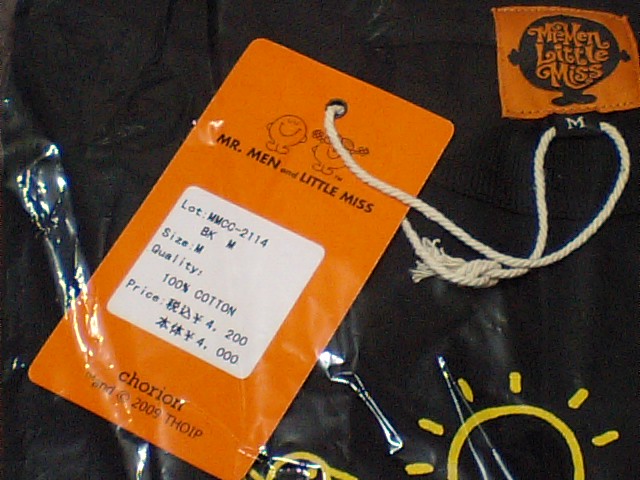 MR. MEN and LITTLE MISS
Lot:MMCC-2114
BK M
Size:M
Quality;
100% COTTON
Price:税込¥4, 200
本体¥4, 000
chorion
and © 2009 THOIP
Mr.Men
Little
Miss
M